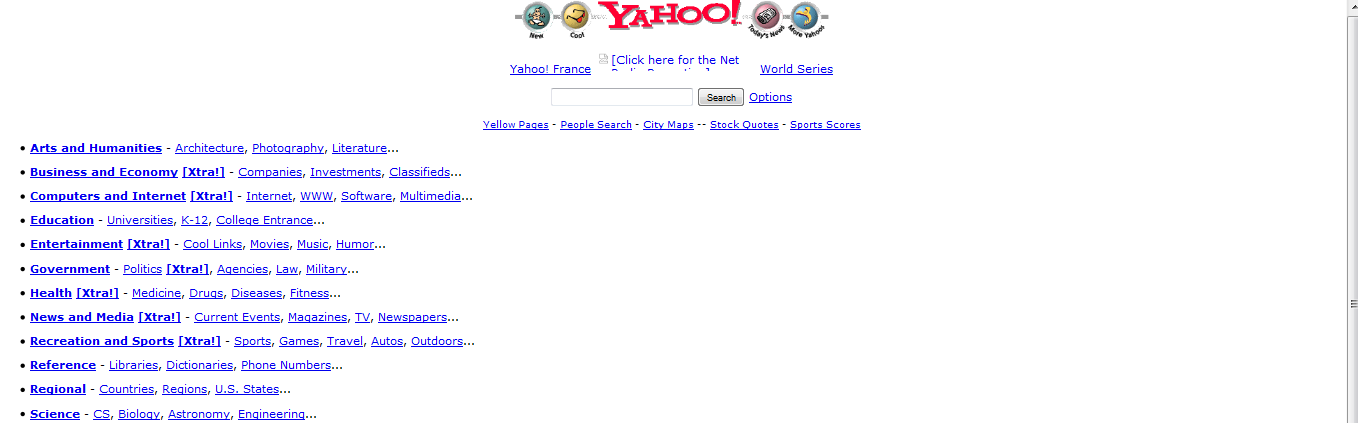 YAHOO!
New Cool Today's News More Yahoos
Yahoo! France [Click here for the Net World Series
Search Options
Yellow Pages - People Search - City Maps -- Stock Quotes - Sports Scores
• Arts and Humanities - Architecture, Photography, Literature...
• Business and Economy [Xtra!] - Companies, Investments, Classifieds...
• Computers and Internet [Xtra!] - Internet, WWW, Software, Multimedia...
• Education - Universities, K-12, College Entrance...
• Entertainment [Xtra!] - Cool Links, Movies, Music, Humor...
• Government - Politics [Xtra!], Agencies, Law, Military...
• Health [Xtra!] - Medicine, Drugs, Diseases, Fitness...
• News and Media [Xtra!] - Current Events, Magazines, TV, Newspapers...
• Recreation and Sports [Xtra!] - Sports, Games, Travel, Autos, Outdoors...
• Reference - Libraries, Dictionaries, Phone Numbers...
• Regional - Countries, Regions, U.S. States...
• Science - CS, Biology, Astronomy, Engineering...